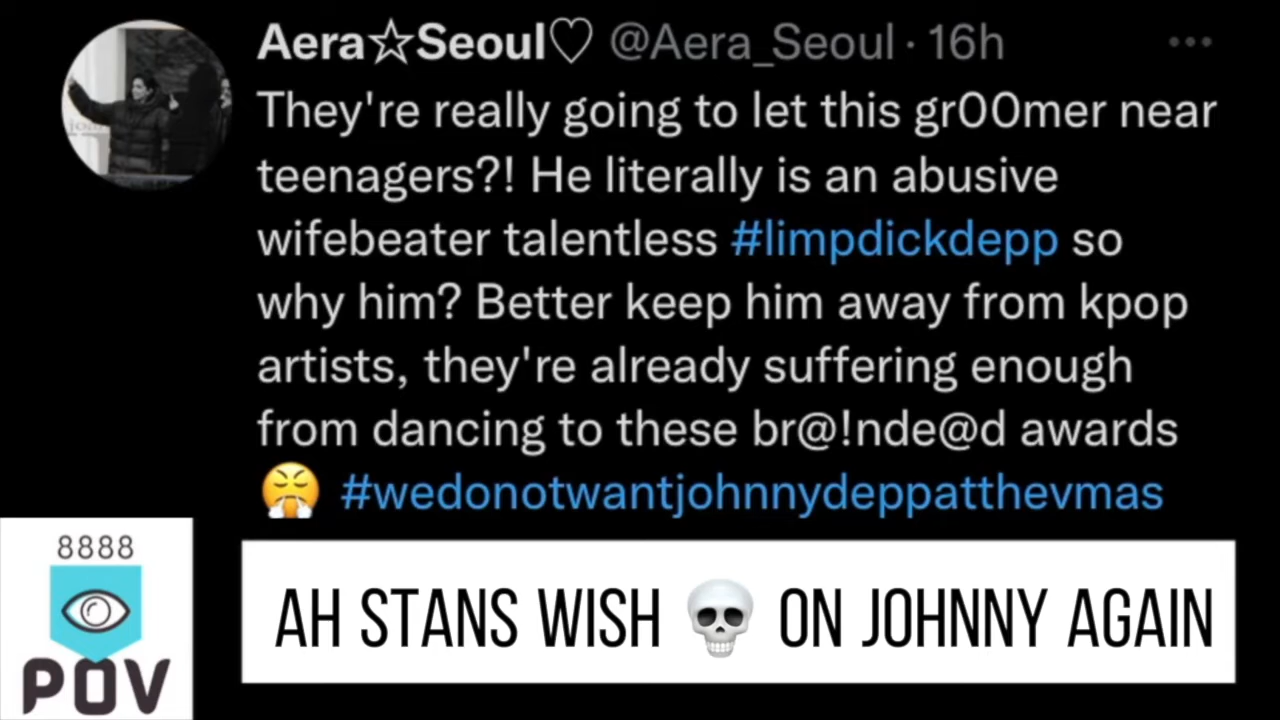 Aera☆Seoul♡ @Aera_Seoul · 16h
They're really going to let this gr00mer near
teenagers?! He literally is an abusive
wifebeater talentless #limpdickdepp so
why him? Better keep him away from kpop
artists, they're already suffering enough
from dancing to these br@!nde@d awards
😤 #wedonotwantjohnnydeppatthevmas
8888
POV
AH STANS WISH 💀 ON JOHNNY AGAIN